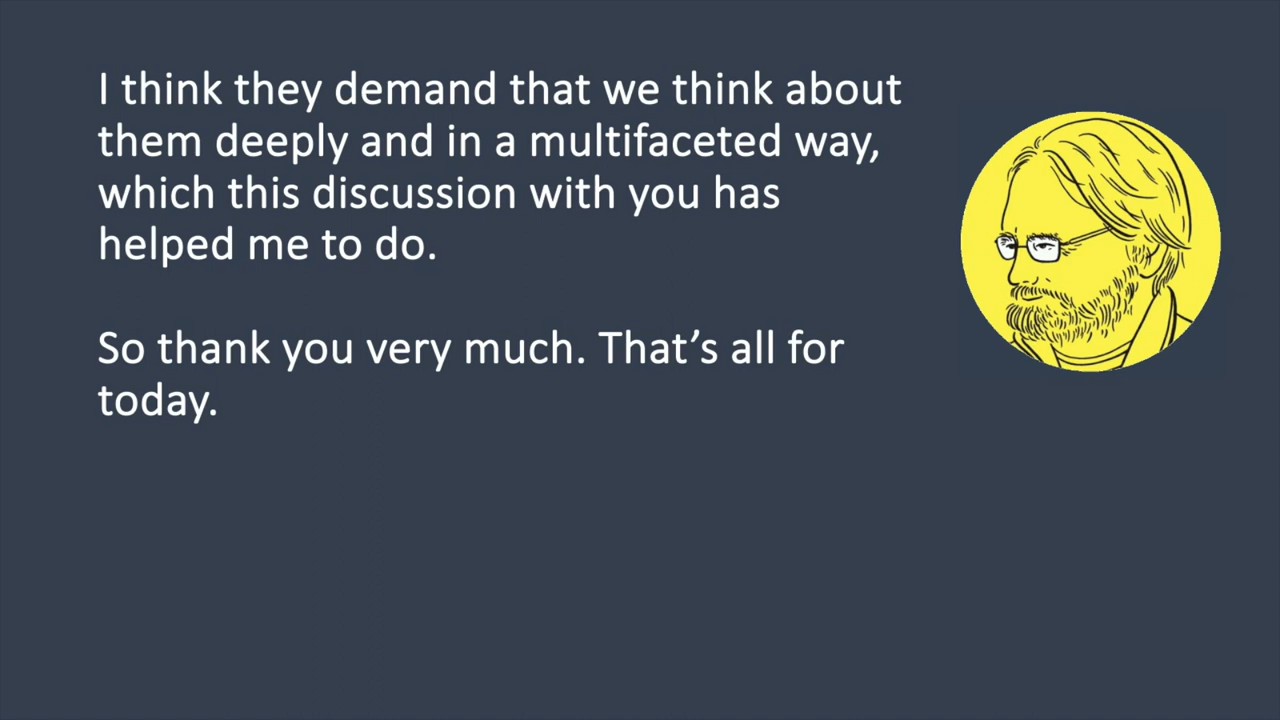 I think they demand that we think about
them deeply and in a multifaceted way,
which this discussion with you has
helped me to do.
So thank you very much. That’s all for
today.